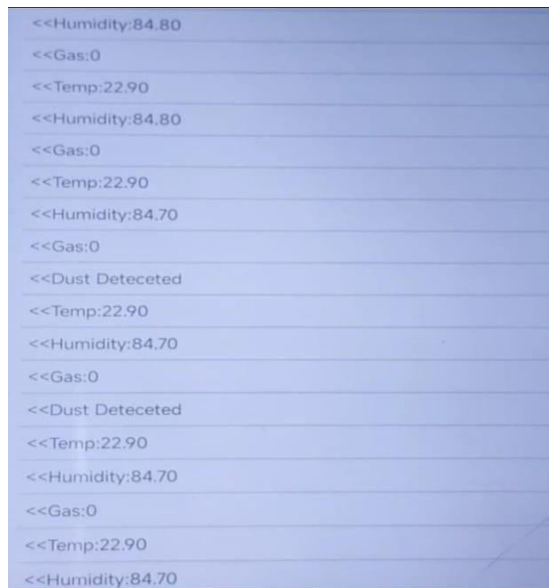 <<Humidity:84.80
<<Gas:0
<<Temp:22.90
<<Humidity:84.80
<<Gas:0
<<Temp:22.90
<<Humidity:84.70
<<Gas:0
<<Dust Deteceted
<<Temp:22.90
<<Humidity:84.70
<<Gas:0
<<Dust Deteceted
<<Temp:22.90
<<Humidity:84.70
<<Gas:0
<<Temp:22.90
<<Humidity:84.70